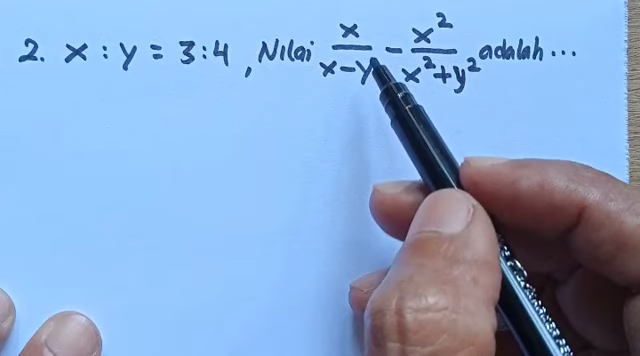 2. x : y = 3 : 4 , Nilai x/(x-y) - x²/(x²+y²) adalah ...